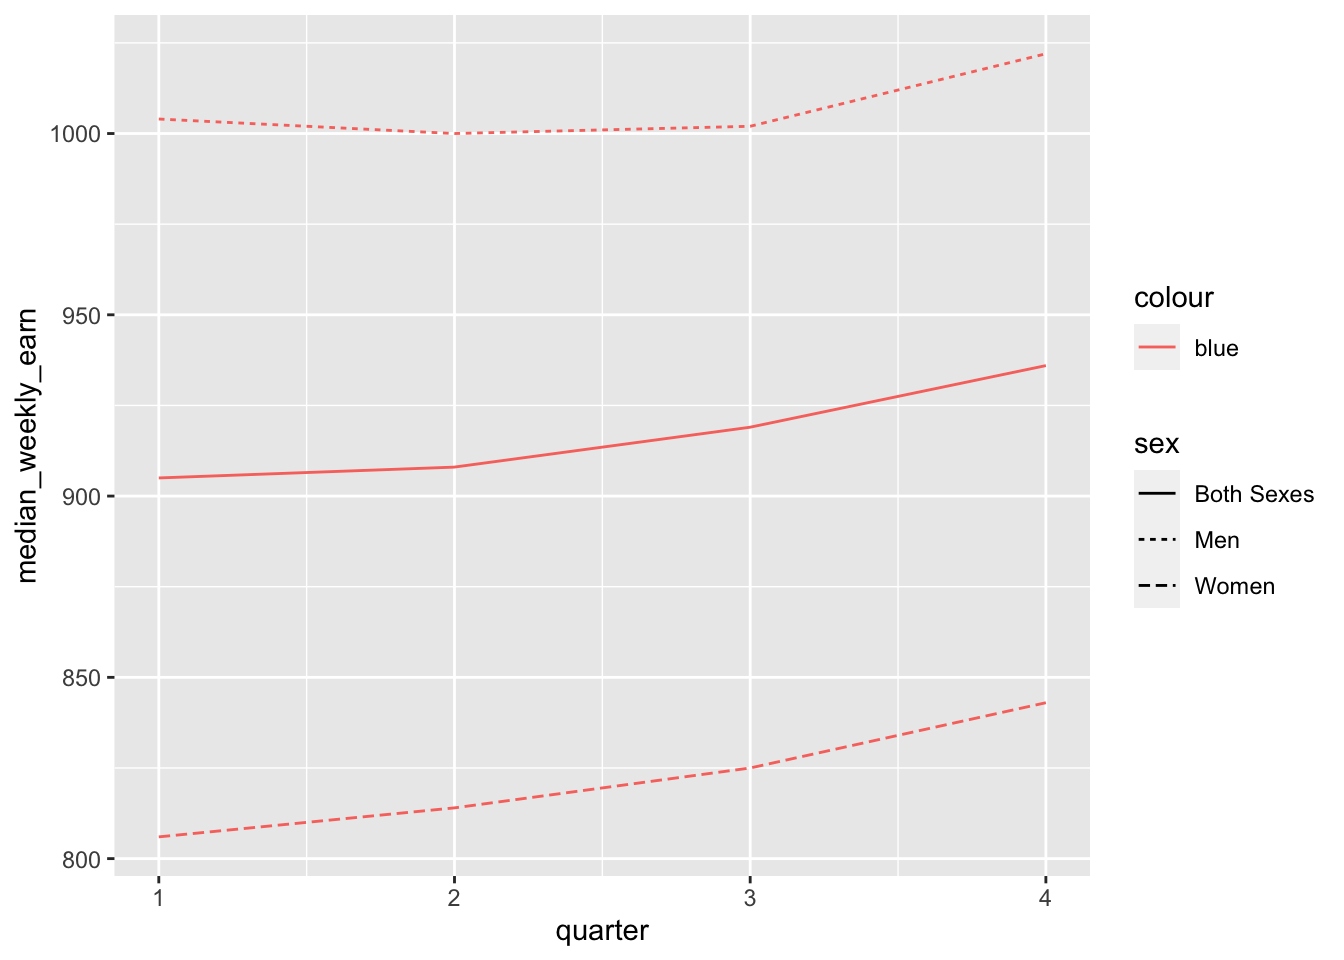 median_weekly_earn
1000
950
900
850
800
1
2
3
4
quarter
colour
blue
sex
Both Sexes
Men
Women